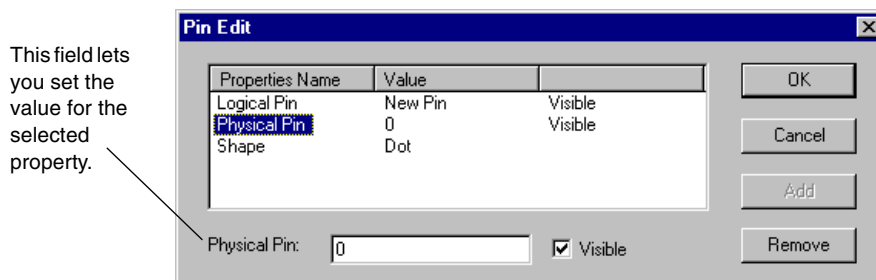 Pin Edit
This field lets
you set the
value for the
selected
property.
Properties Name Value
Logical Pin New Pin Visible
Physical Pin 0 Visible
Shape Dot
OK
Cancel
Add
Remove
Physical Pin: 0 Visible